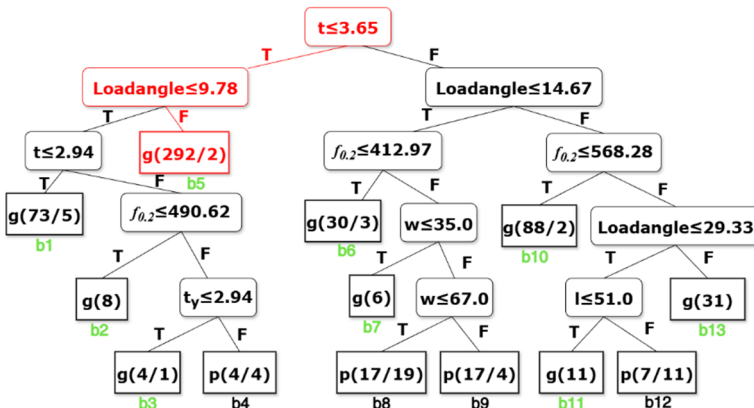 t≤3.65
T F
Loadangle≤9.78 Loadangle≤14.67
T F T F
t≤2.94 g(292/2) f0.2≤412.97 f0.2≤568.28
b5
T F T F T F
g(73/5) f0.2≤490.62 g(30/3) w≤35.0 g(88/2) Loadangle≤29.33
b1 b6 b10
T F T F T F
g(8) ty≤2.94 g(6) w≤67.0 l≤51.0 g(31)
b2 b7 b13
T F T F T F
g(4/1) p(4/4) p(17/19) p(17/4) g(11) p(7/11)
b3 b4 b8 b9 b11 b12